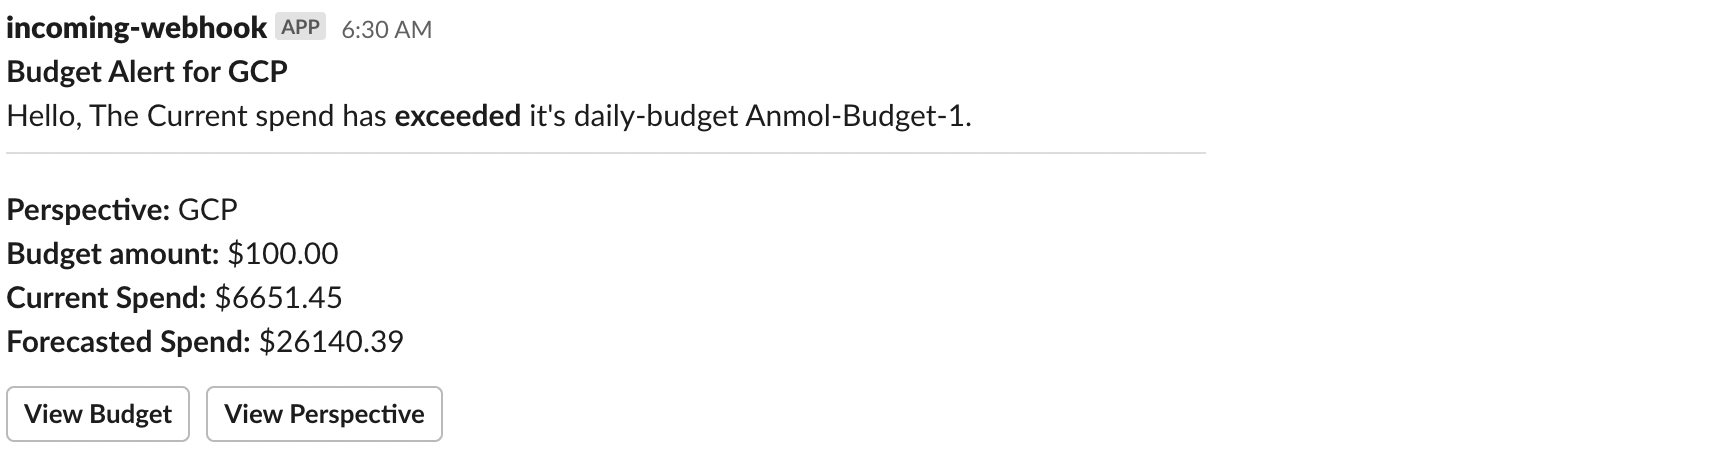 incoming-webhook APP 6:30 AM
Budget Alert for GCP
Hello, The Current spend has exceeded it's daily-budget Anmol-Budget-1.
Perspective: GCP
Budget amount: $100.00
Current Spend: $6651.45
Forecasted Spend: $26140.39
View Budget View Perspective